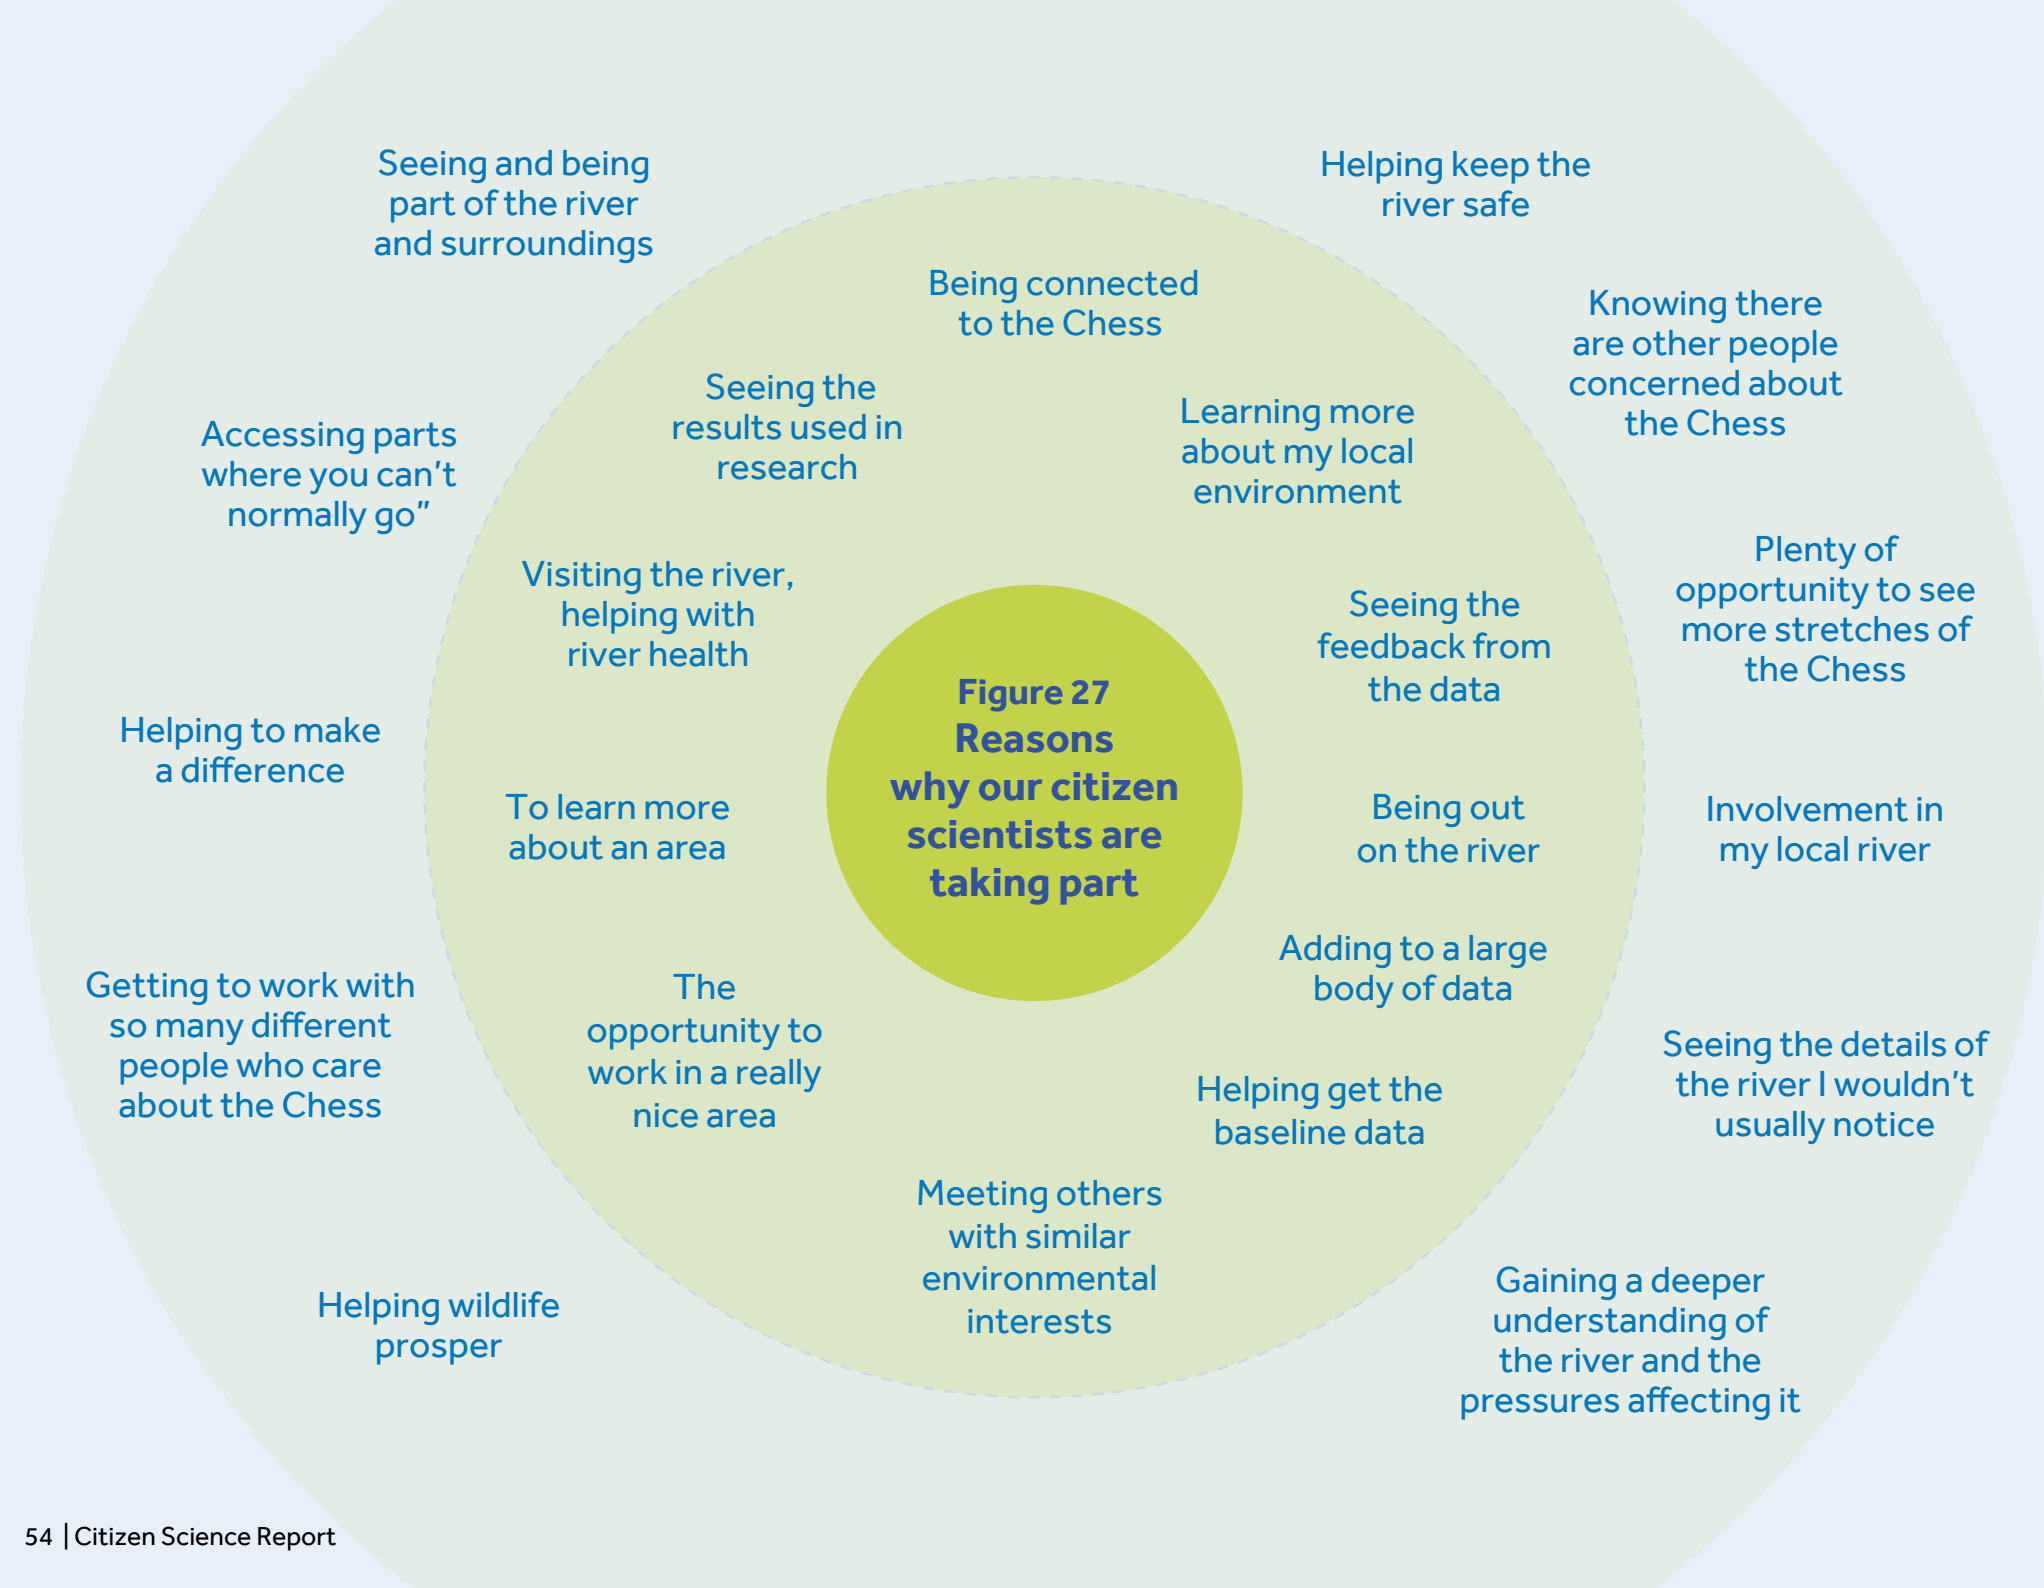 Seeing and being
part of the river
and surroundings
Helping keep the
river safe
Being connected
to the Chess
Knowing there
are other people
concerned about
the Chess
Seeing the
results used in
research
Learning more
about my local
environment
Accessing parts
where you can't
normally go"
Visiting the river,
helping with
river health
Seeing the
feedback from
the data
Plenty of
opportunity to see
more stretches of
the Chess
Figure 27
Reasons
why our citizen
scientists are
taking part
Helping to make
a difference
To learn more
about an area
Being out
on the river
Involvement in
my local river
Getting to work with
so many different
people who care
about the Chess
The
opportunity to
work in a really
nice area
Adding to a large
body of data
Seeing the details of
the river I wouldn't
usually notice
Helping get the
baseline data
Meeting others
with similar
environmental
interests
Helping wildlife
prosper
Gaining a deeper
understanding of
the river and the
pressures affecting it
54 | Citizen Science Report